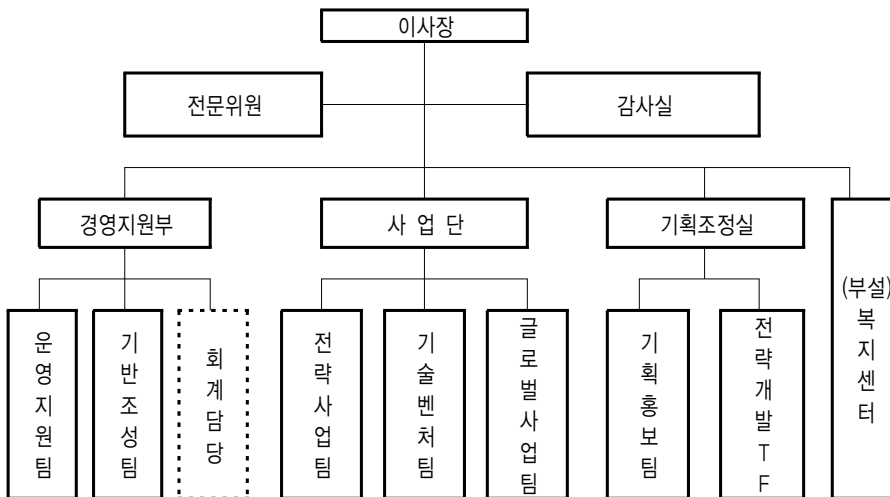 이사장
전문위원
감사실
경영지원부
사 업 단
기획조정실
(부설)
복지센터
운영지원팀
기반조성팀
회계담당
전략사업팀
기술벤처팀
글로벌사업팀
기획홍보팀
전략개발TF